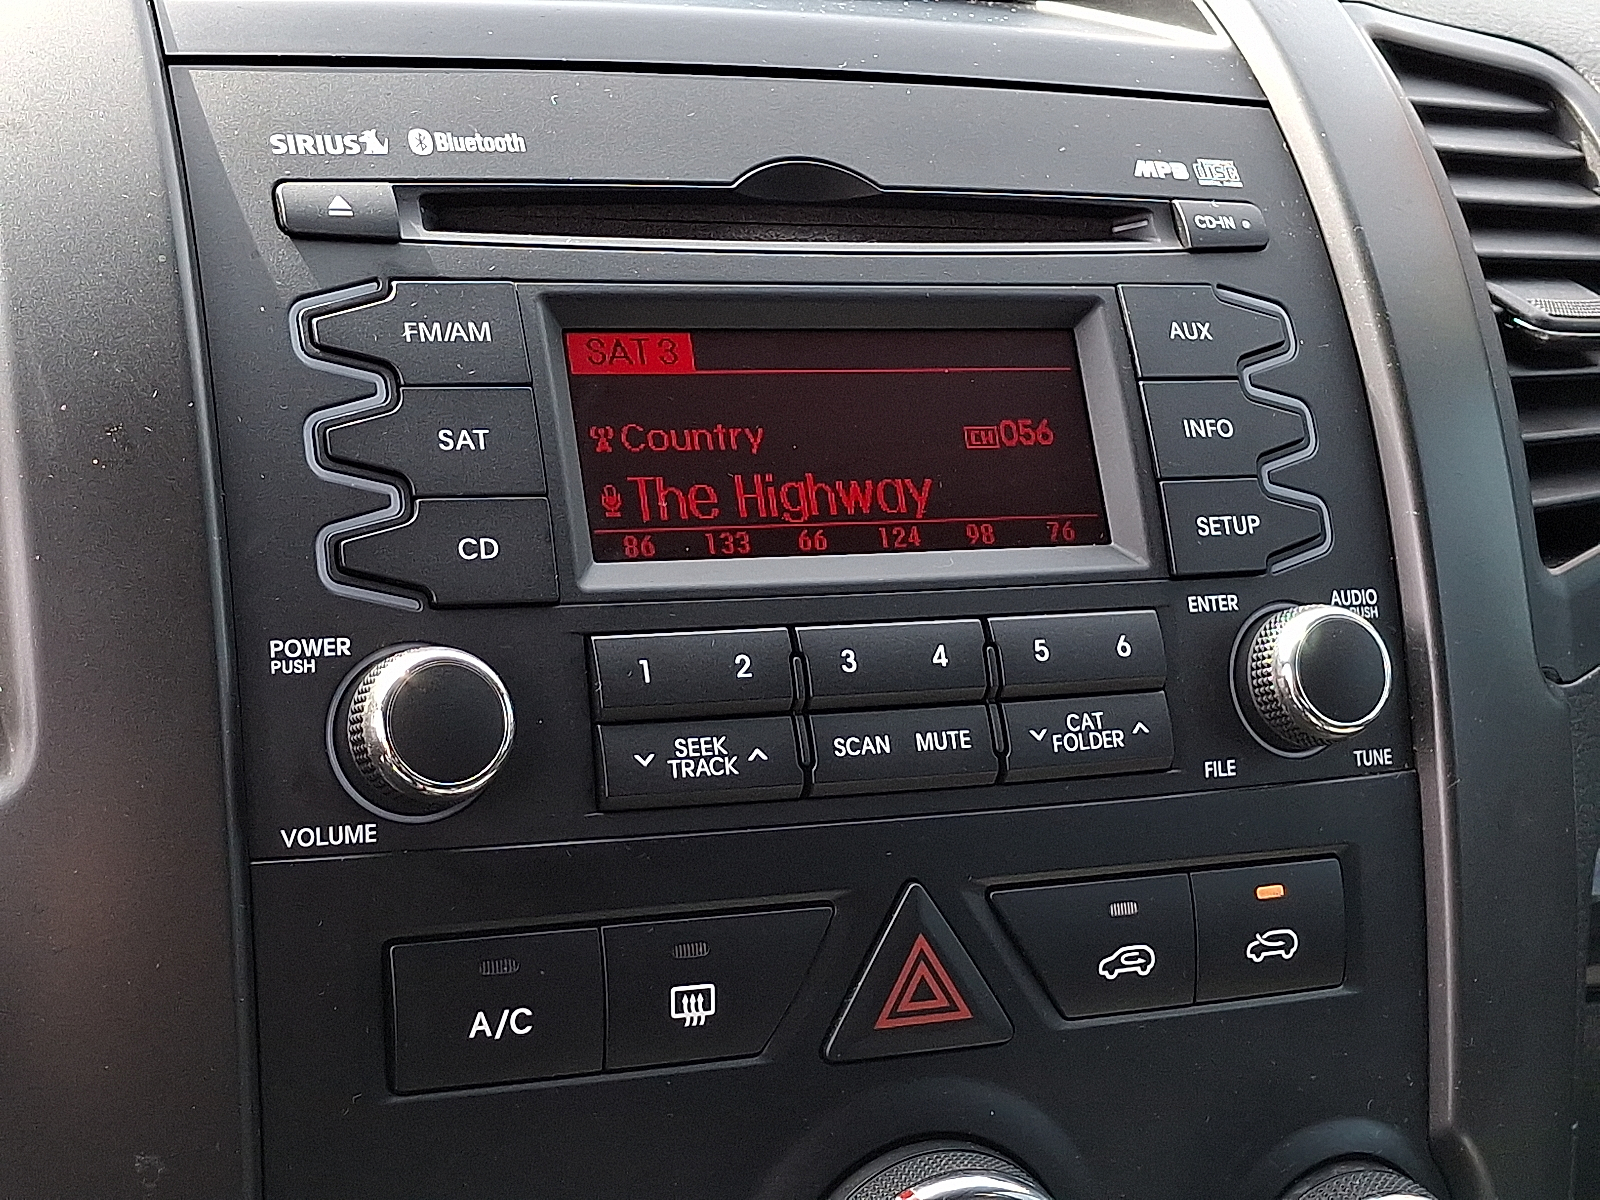 SIRIUS Bluetooth
MP3 DISC
CD-IN
FM/AM
SAT
CD
SAT 3
Country CH 056
The Highway
86 133 66 124 98 76
AUX
INFO
SETUP
POWER
PUSH
VOLUME
1 2 3 4 5 6
SEEK
TRACK
SCAN MUTE
CAT
FOLDER
ENTER
AUDIO
PUSH
FILE
TUNE
A/C